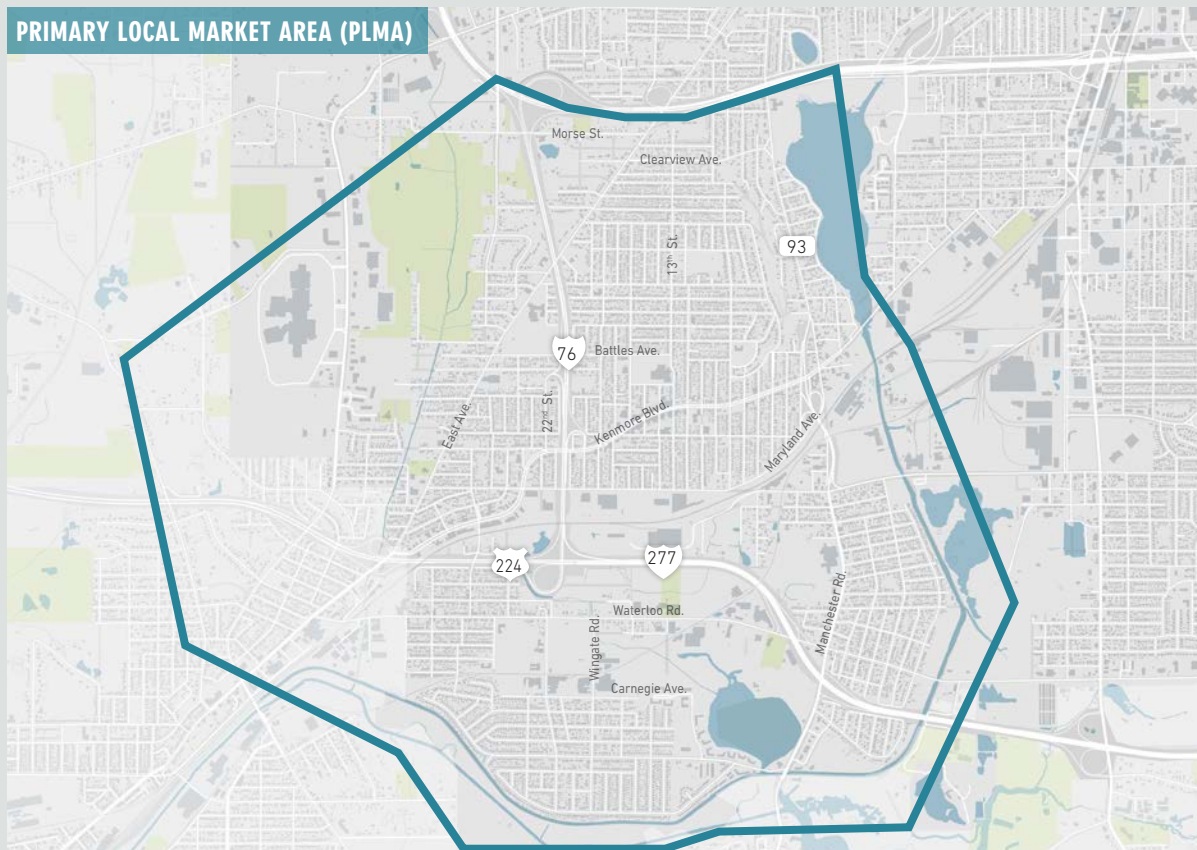 PRIMARY LOCAL MARKET AREA (PLMA)
Morse St.
Clearview Ave.
13th St.
93
76
Battles Ave.
22nd St.
East Ave.
Kenmore Blvd.
Maryland Ave.
224
277
Waterloo Rd.
Wingate Rd.
Manchester Rd.
Carnegie Ave.